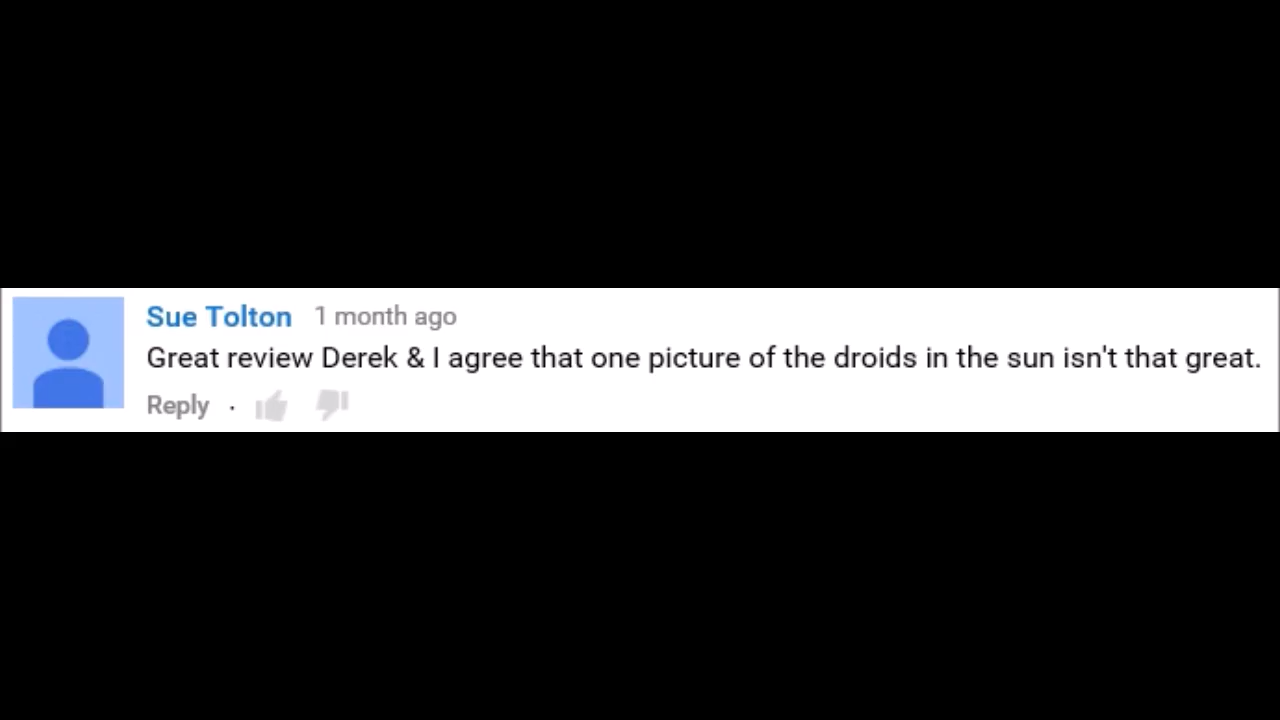 Sue Tolton 1 month ago
Great review Derek & I agree that one picture of the droids in the sun isn't that great.
Reply ·